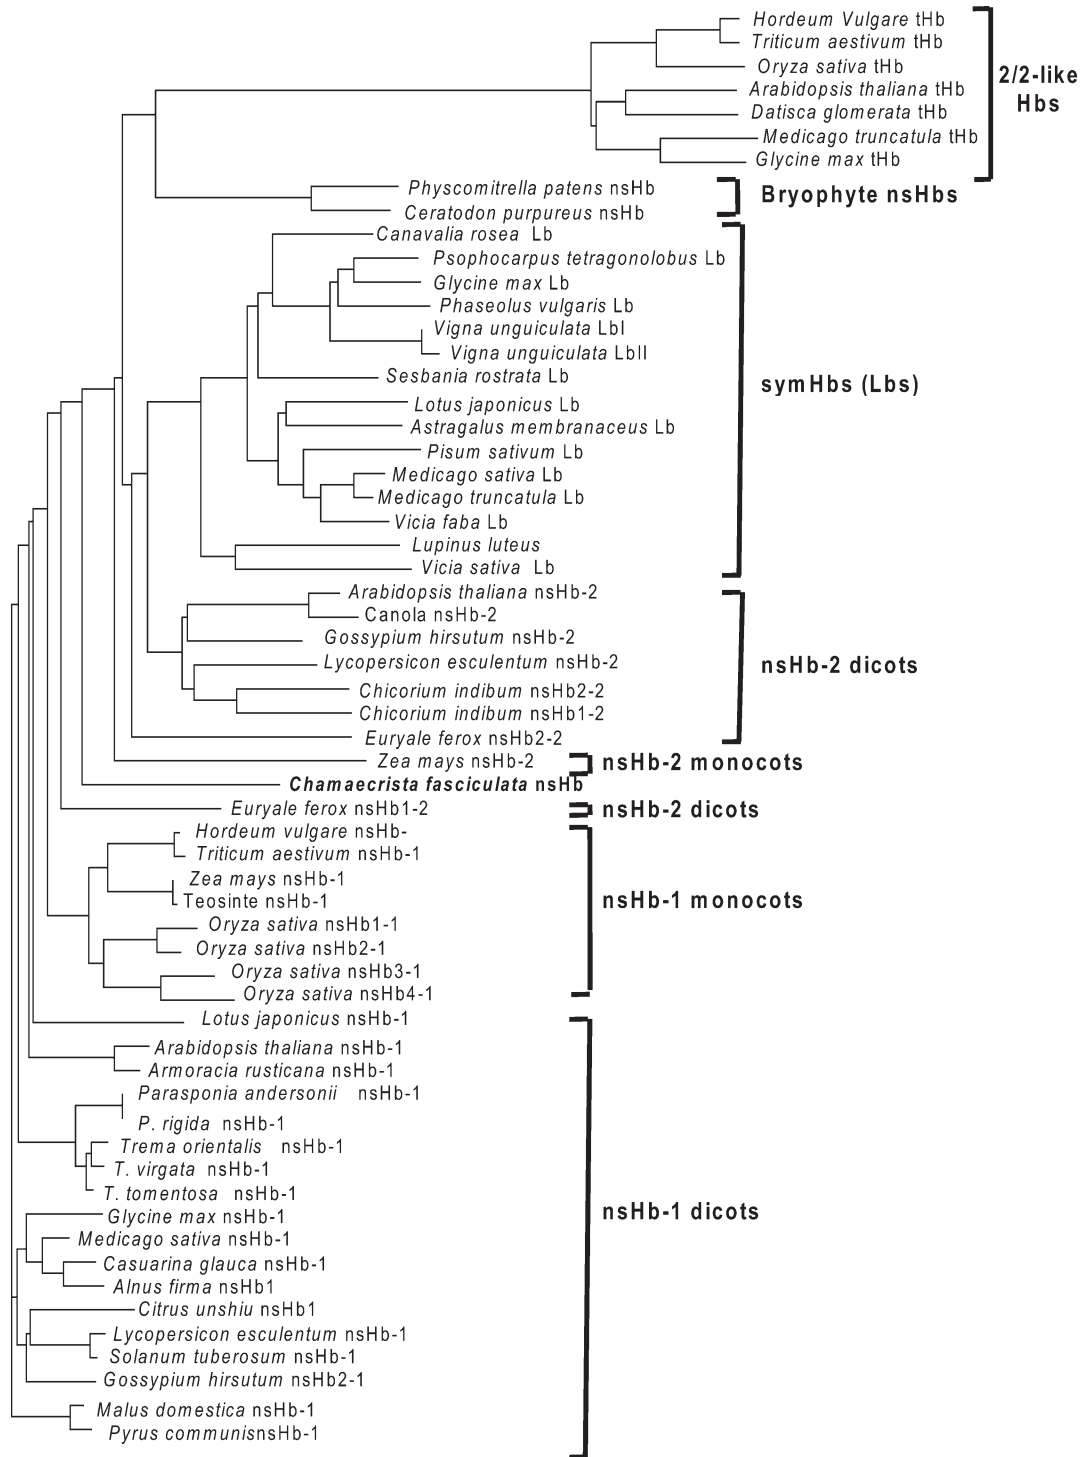 Hordeum Vulgare tHb
Triticum aestivum tHb
Oryza sativa tHb
Arabidopsis thaliana tHb
Datisca glomerata tHb
Medicago truncatula tHb
Glycine max tHb
2/2-like
Hbs
Physcomitrella patens nsHb
Ceratodon purpureus nsHb
Bryophyte nsHbs
Canavalia rosea Lb
Psophocarpus tetragonolobus Lb
Glycine max Lb
Phaseolus vulgaris Lb
Vigna unguiculata LbI
Vigna unguiculata LbII
Sesbania rostrata Lb
Lotus japonicus Lb
Astragalus membranaceus Lb
Pisum sativum Lb
Medicago sativa Lb
Medicago truncatula Lb
Vicia faba Lb
Lupinus luteus
Vicia sativa Lb
symHbs (Lbs)
Arabidopsis thaliana nsHb-2
Canola nsHb-2
Gossypium hirsutum nsHb-2
Lycopersicon esculentum nsHb-2
Chicorium indibum nsHb2-2
Chicorium indibum nsHb1-2
Euryale ferox nsHb2-2
nsHb-2 dicots
Zea mays nsHb-2
nsHb-2 monocots
Chamaecrista fasciculata nsHb
Euryale ferox nsHb1-2
nsHb-2 dicots
Hordeum vulgare nsHb-
Triticum aestivum nsHb-1
Zea mays nsHb-1
Teosinte nsHb-1
Oryza sativa nsHb1-1
Oryza sativa nsHb2-1
Oryza sativa nsHb3-1
Oryza sativa nsHb4-1
nsHb-1 monocots
Lotus japonicus nsHb-1
Arabidopsis thaliana nsHb-1
Armoracia rusticana nsHb-1
Parasponia andersonii nsHb-1
P. rigida nsHb-1
Trema orientalis nsHb-1
T. virgata nsHb-1
T. tomentosa nsHb-1
Glycine max nsHb-1
Medicago sativa nsHb-1
Casuarina glauca nsHb-1
Alnus firma nsHb1
Citrus unshiu nsHb1
Lycopersicon esculentum nsHb-1
Solanum tuberosum nsHb-1
Gossypium hirsutum nsHb2-1
Malus domestica nsHb-1
Pyrus communisnsHb-1
nsHb-1 dicots